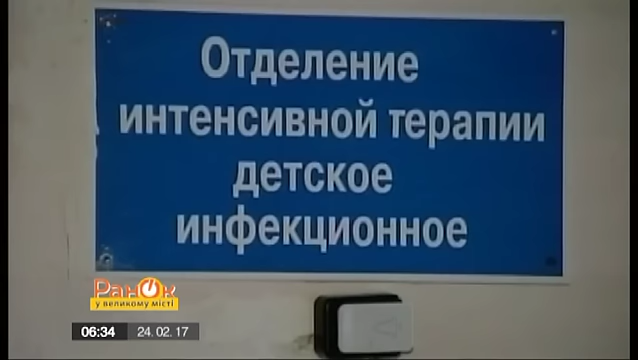 Отделение
интенсивной терапии
детское
инфекционное
Ранок
у великому місті
06:34 24.02.17